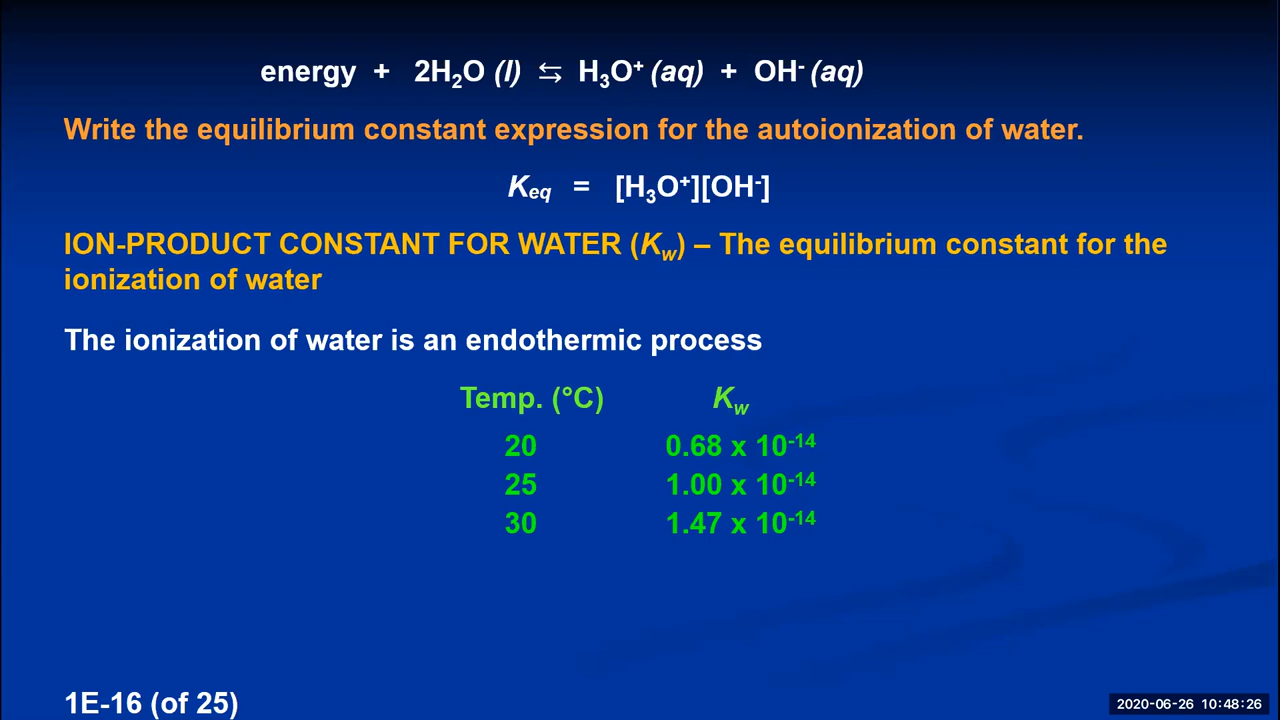 energy + 2H₂O (l) ⇆ H₃O⁺ (aq) + OH⁻ (aq)
Write the equilibrium constant expression for the autoionization of water.
Keq = [H₃O⁺][OH⁻]
ION-PRODUCT CONSTANT FOR WATER (Kw) – The equilibrium constant for the
ionization of water
The ionization of water is an endothermic process
Temp. (°C) Kw
20 0.68 x 10⁻¹⁴
25 1.00 x 10⁻¹⁴
30 1.47 x 10⁻¹⁴
1E-16 (of 25)
2020-06-26 10:48:26